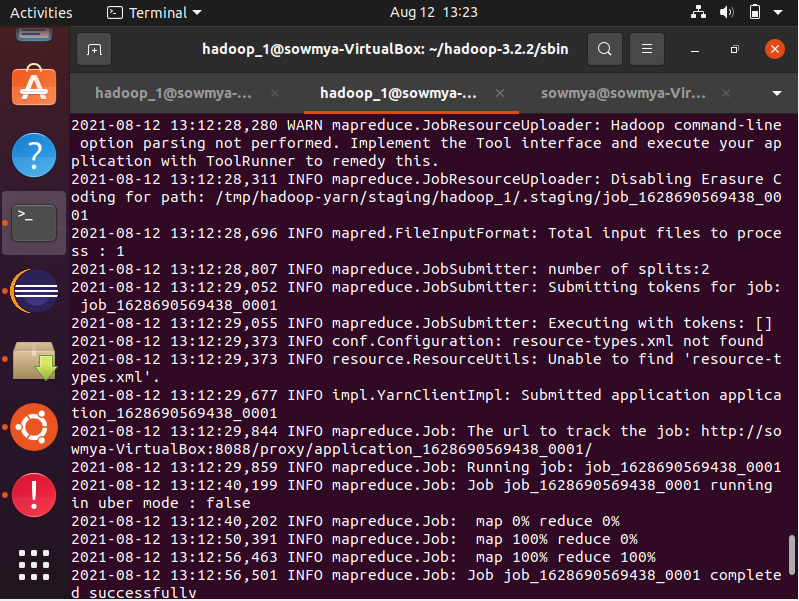 Activities
Terminal
Aug 12 13:23
hadoop_1@sowmya-VirtualBox: ~/hadoop-3.2.2/sbin
hadoop_1@sowmya-...
hadoop_1@sowmya-...
sowmya@sowmya-Vir...
2021-08-12 13:12:28,280 WARN mapreduce.JobResourceUploader: Hadoop command-line
option parsing not performed. Implement the Tool interface and execute your ap
plication with ToolRunner to remedy this.
2021-08-12 13:12:28,311 INFO mapreduce.JobResourceUploader: Disabling Erasure C
oding for path: /tmp/hadoop-yarn/staging/hadoop_1/.staging/job_1628690569438_00
01
2021-08-12 13:12:28,696 INFO mapred.FileInputFormat: Total input files to proce
ss : 1
2021-08-12 13:12:28,807 INFO mapreduce.JobSubmitter: number of splits:2
2021-08-12 13:12:29,052 INFO mapreduce.JobSubmitter: Submitting tokens for job:
job_1628690569438_0001
2021-08-12 13:12:29,055 INFO mapreduce.JobSubmitter: Executing with tokens: []
2021-08-12 13:12:29,373 INFO conf.Configuration: resource-types.xml not found
2021-08-12 13:12:29,373 INFO resource.ResourceUtils: Unable to find 'resource-t
ypes.xml'.
2021-08-12 13:12:29,677 INFO impl.YarnClientImpl: Submitted application applica
tion_1628690569438_0001
2021-08-12 13:12:29,844 INFO mapreduce.Job: The url to track the job: http://so
wmya-VirtualBox:8088/proxy/application_1628690569438_0001/
2021-08-12 13:12:29,859 INFO mapreduce.Job: Running job: job_1628690569438_0001
2021-08-12 13:12:40,199 INFO mapreduce.Job: Job job_1628690569438_0001 running
in uber mode : false
2021-08-12 13:12:40,202 INFO mapreduce.Job:  map 0% reduce 0%
2021-08-12 13:12:50,391 INFO mapreduce.Job:  map 100% reduce 0%
2021-08-12 13:12:56,463 INFO mapreduce.Job:  map 100% reduce 100%
2021-08-12 13:12:56,501 INFO mapreduce.Job: Job job_1628690569438_0001 complete
d successfully